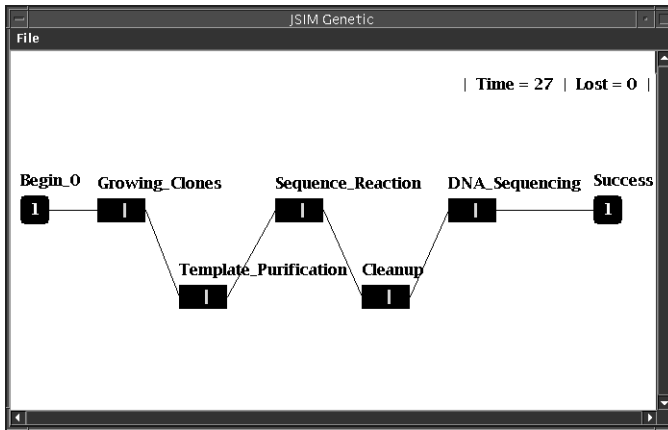 JSIM Genetic
File
| Time = 27 | Lost = 0 |
Begin_0
Growing_Clones
Sequence_Reaction
DNA_Sequencing
Success
1
1
Template_Purification
Cleanup